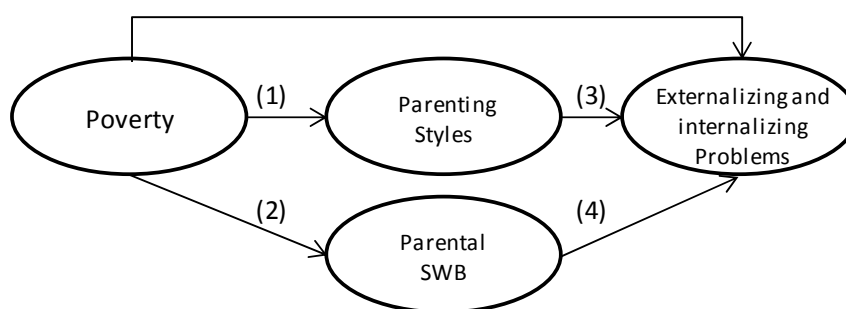 Poverty
(1)
Parenting
Styles
(3)
Externalizing and
internalizing
Problems
(2)
Parental
SWB
(4)